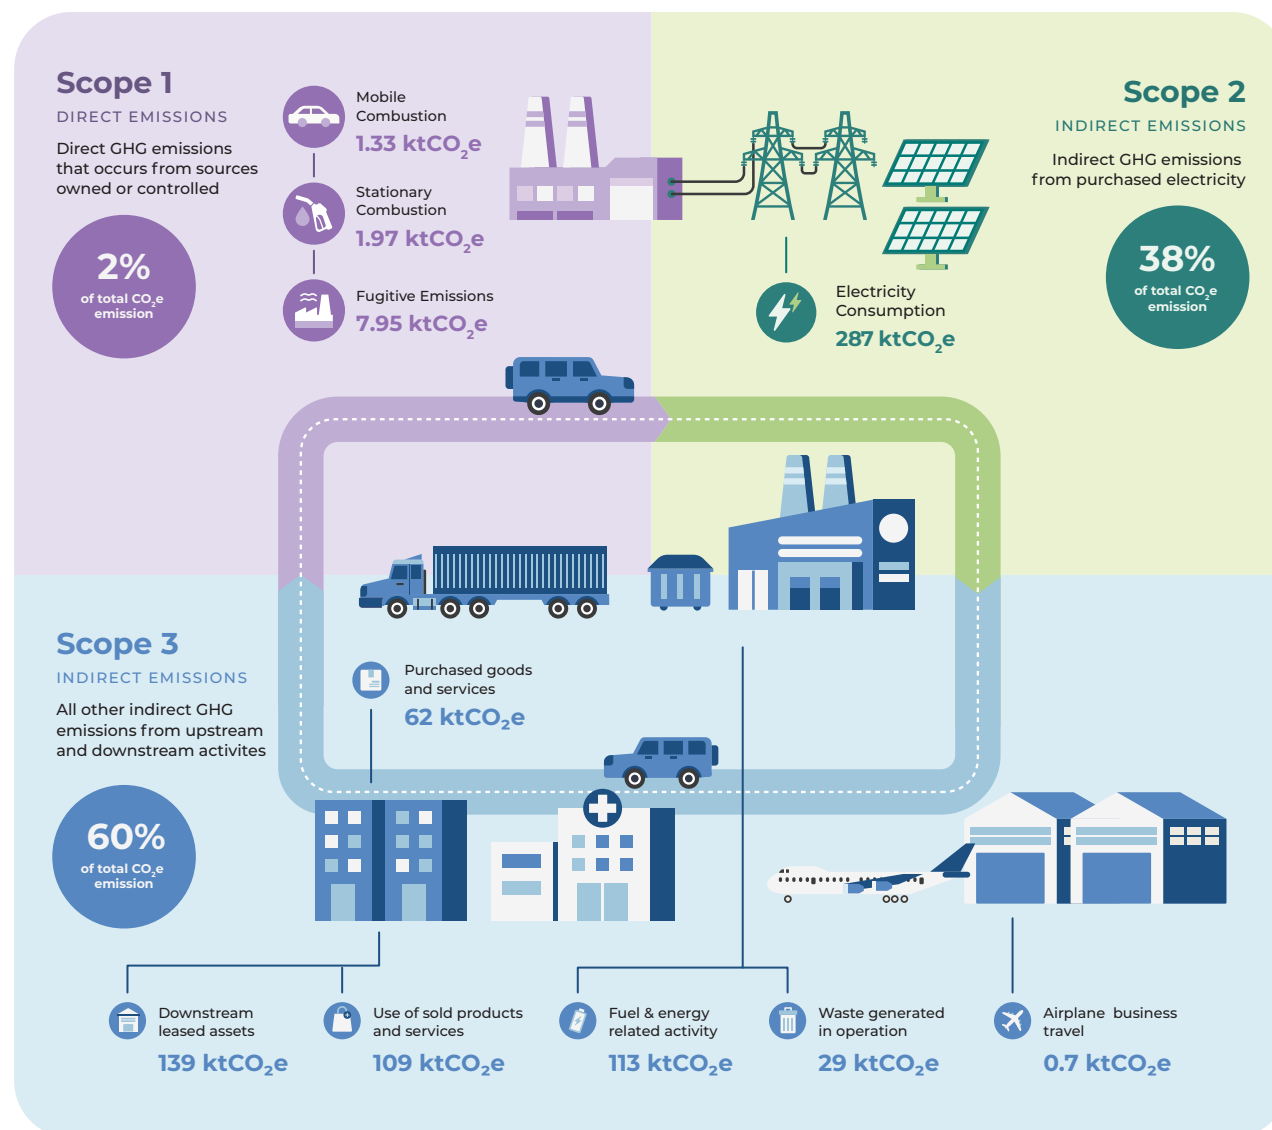 Scope 1
DIRECT EMISSIONS
Direct GHG emissions
that occurs from sources
owned or controlled
2%
of total CO₂e
emission
Mobile
Combustion
1.33 ktCO₂e
Stationary
Combustion
1.97 ktCO₂e
Fugitive Emissions
7.95 ktCO₂e
Scope 2
INDIRECT EMISSIONS
Indirect GHG emissions
from purchased electricity
38%
of total CO₂e
emission
Electricity
Consumption
287 ktCO₂e
Scope 3
INDIRECT EMISSIONS
All other indirect GHG
emissions from upstream
and downstream activites
60%
of total CO₂e
emission
Purchased goods
and services
62 ktCO₂e
Downstream
leased assets
139 ktCO₂e
Use of sold products
and services
109 ktCO₂e
Fuel & energy
related activity
113 ktCO₂e
Waste generated
in operation
29 ktCO₂e
Airplane business
travel
0.7 ktCO₂e